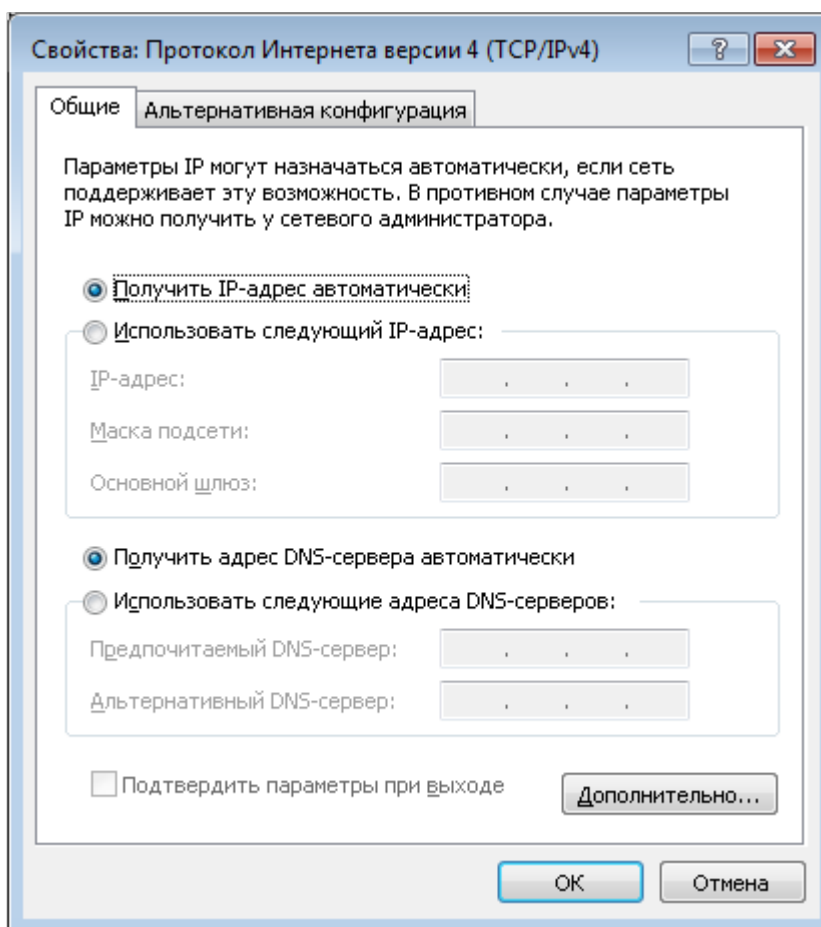 Свойства: Протокол Интернета версии 4 (TCP/IPv4)
Общие
Альтернативная конфигурация
Параметры IP могут назначаться автоматически, если сеть
поддерживает эту возможность. В противном случае параметры
IP можно получить у сетевого администратора.
Получить IP-адрес автоматически
Использовать следующий IP-адрес:
IP-адрес:
Маска подсети:
Основной шлюз:
Получить адрес DNS-сервера автоматически
Использовать следующие адреса DNS-серверов:
Предпочитаемый DNS-сервер:
Альтернативный DNS-сервер:
Подтвердить параметры при выходе
Дополнительно...
ОК
Отмена